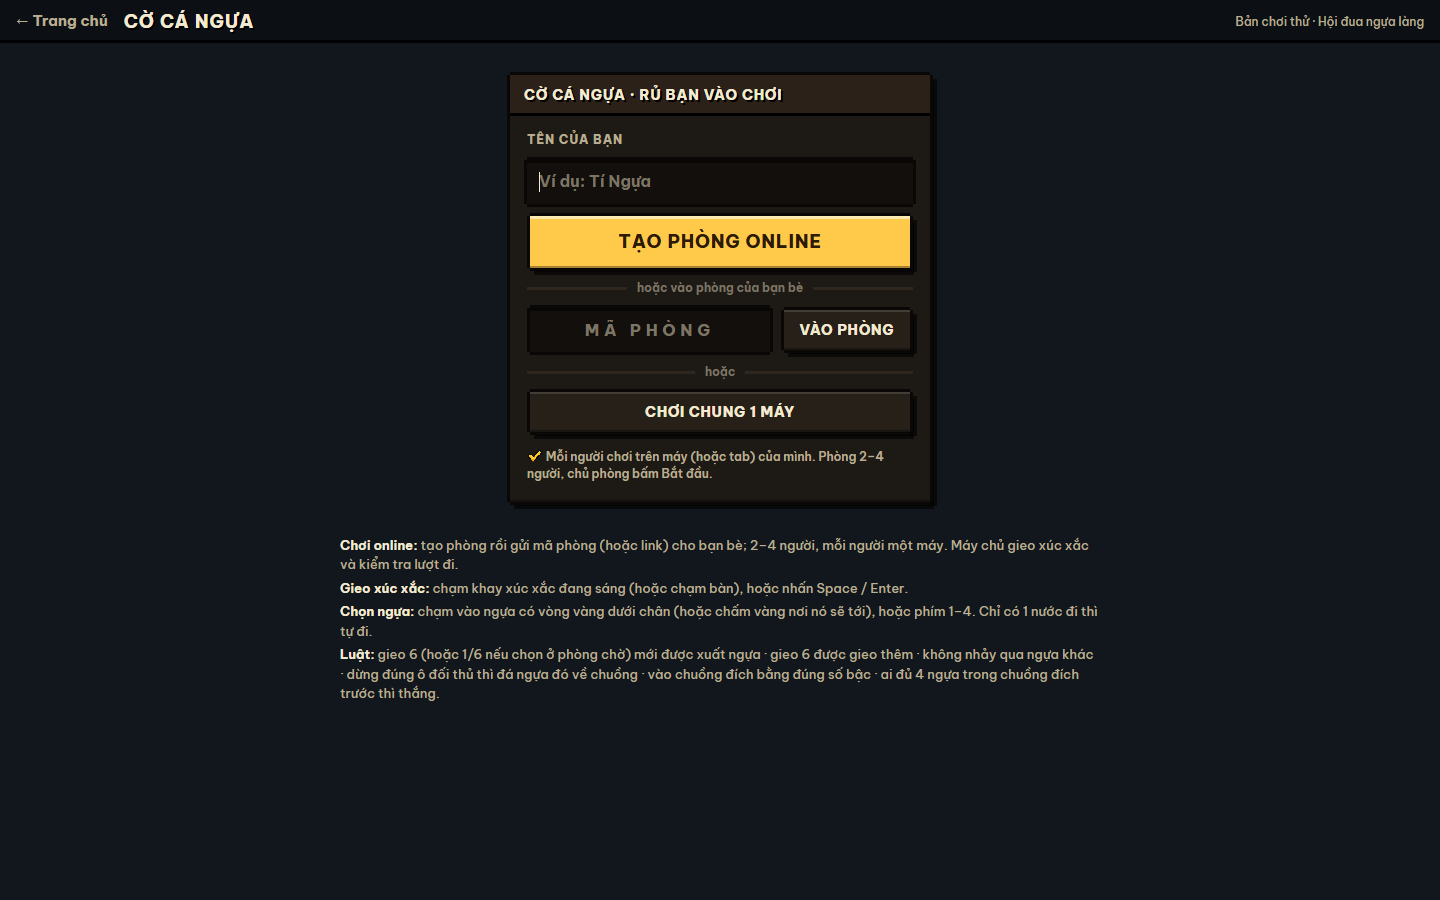 ← Trang chủ CỜ CÁ NGỰA
Bản chơi thử · Hội đua ngựa làng
CỜ CÁ NGỰA · RỦ BẠN VÀO CHƠI
TÊN CỦA BẠN
Ví dụ: Tí Ngựa
TẠO PHÒNG ONLINE
hoặc vào phòng của bạn bè
MÃ PHÒNG
VÀO PHÒNG
hoặc
CHƠI CHUNG 1 MÁY
Mỗi người chơi trên máy (hoặc tab) của mình. Phòng 2–4
người, chủ phòng bấm Bắt đầu.
Chơi online: tạo phòng rồi gửi mã phòng (hoặc link) cho bạn bè; 2–4 người, mỗi người một máy. Máy chủ gieo xúc xắc
và kiểm tra lượt đi.
Gieo xúc xắc: chạm khay xúc xắc đang sáng (hoặc chạm bàn), hoặc nhấn Space / Enter.
Chọn ngựa: chạm vào ngựa có vòng vàng dưới chân (hoặc chấm vàng nơi nó sẽ tới), hoặc phím 1–4. Chỉ có 1 nước đi thì
tự đi.
Luật: gieo 6 (hoặc 1/6 nếu chọn ở phòng chờ) mới được xuất ngựa · gieo 6 được gieo thêm · không nhảy qua ngựa khác
· dừng đúng ô đối thủ thì đá ngựa đó về chuồng · vào chuồng đích bằng đúng số bậc · ai đủ 4 ngựa trong chuồng đích
trước thì thắng.